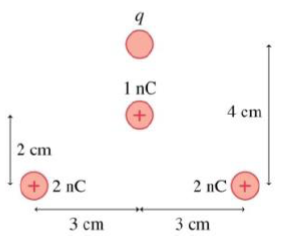 q
1 nC
+
4 cm
2 cm
+ 2 nC
2 nC +
3 cm
3 cm